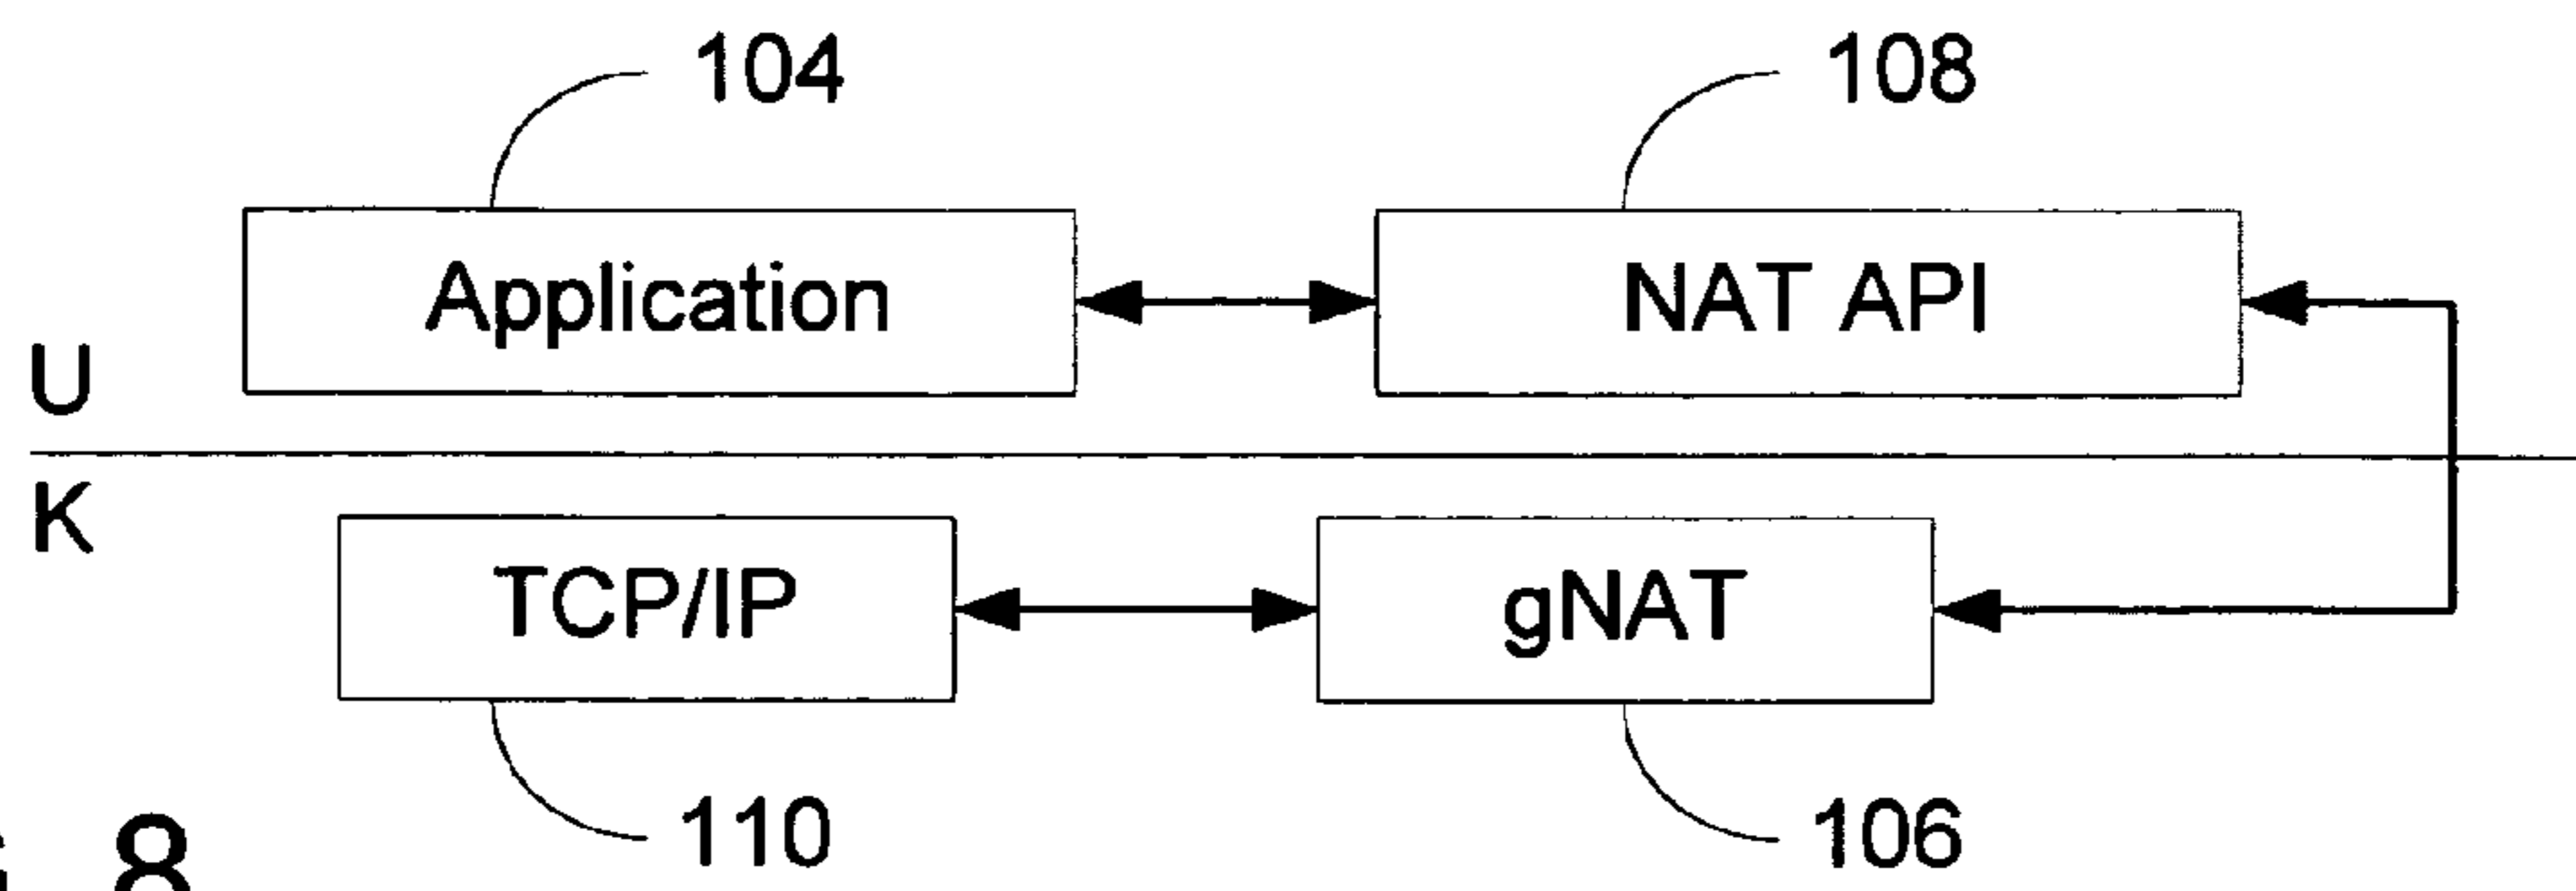 104
108
Application
NAT API
U
K
TCP/IP
gNAT
110
106
8